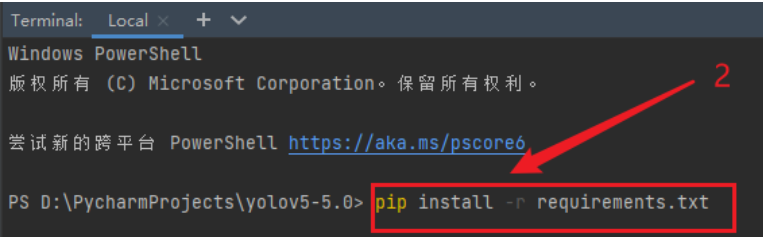 Terminal: Local × + ∨
Windows PowerShell
版权所有 (C) Microsoft Corporation。保留所有权利。
2
尝试新的跨平台 PowerShell https://aka.ms/pscore6
PS D:\PycharmProjects\yolov5-5.0> pip install -r requirements.txt